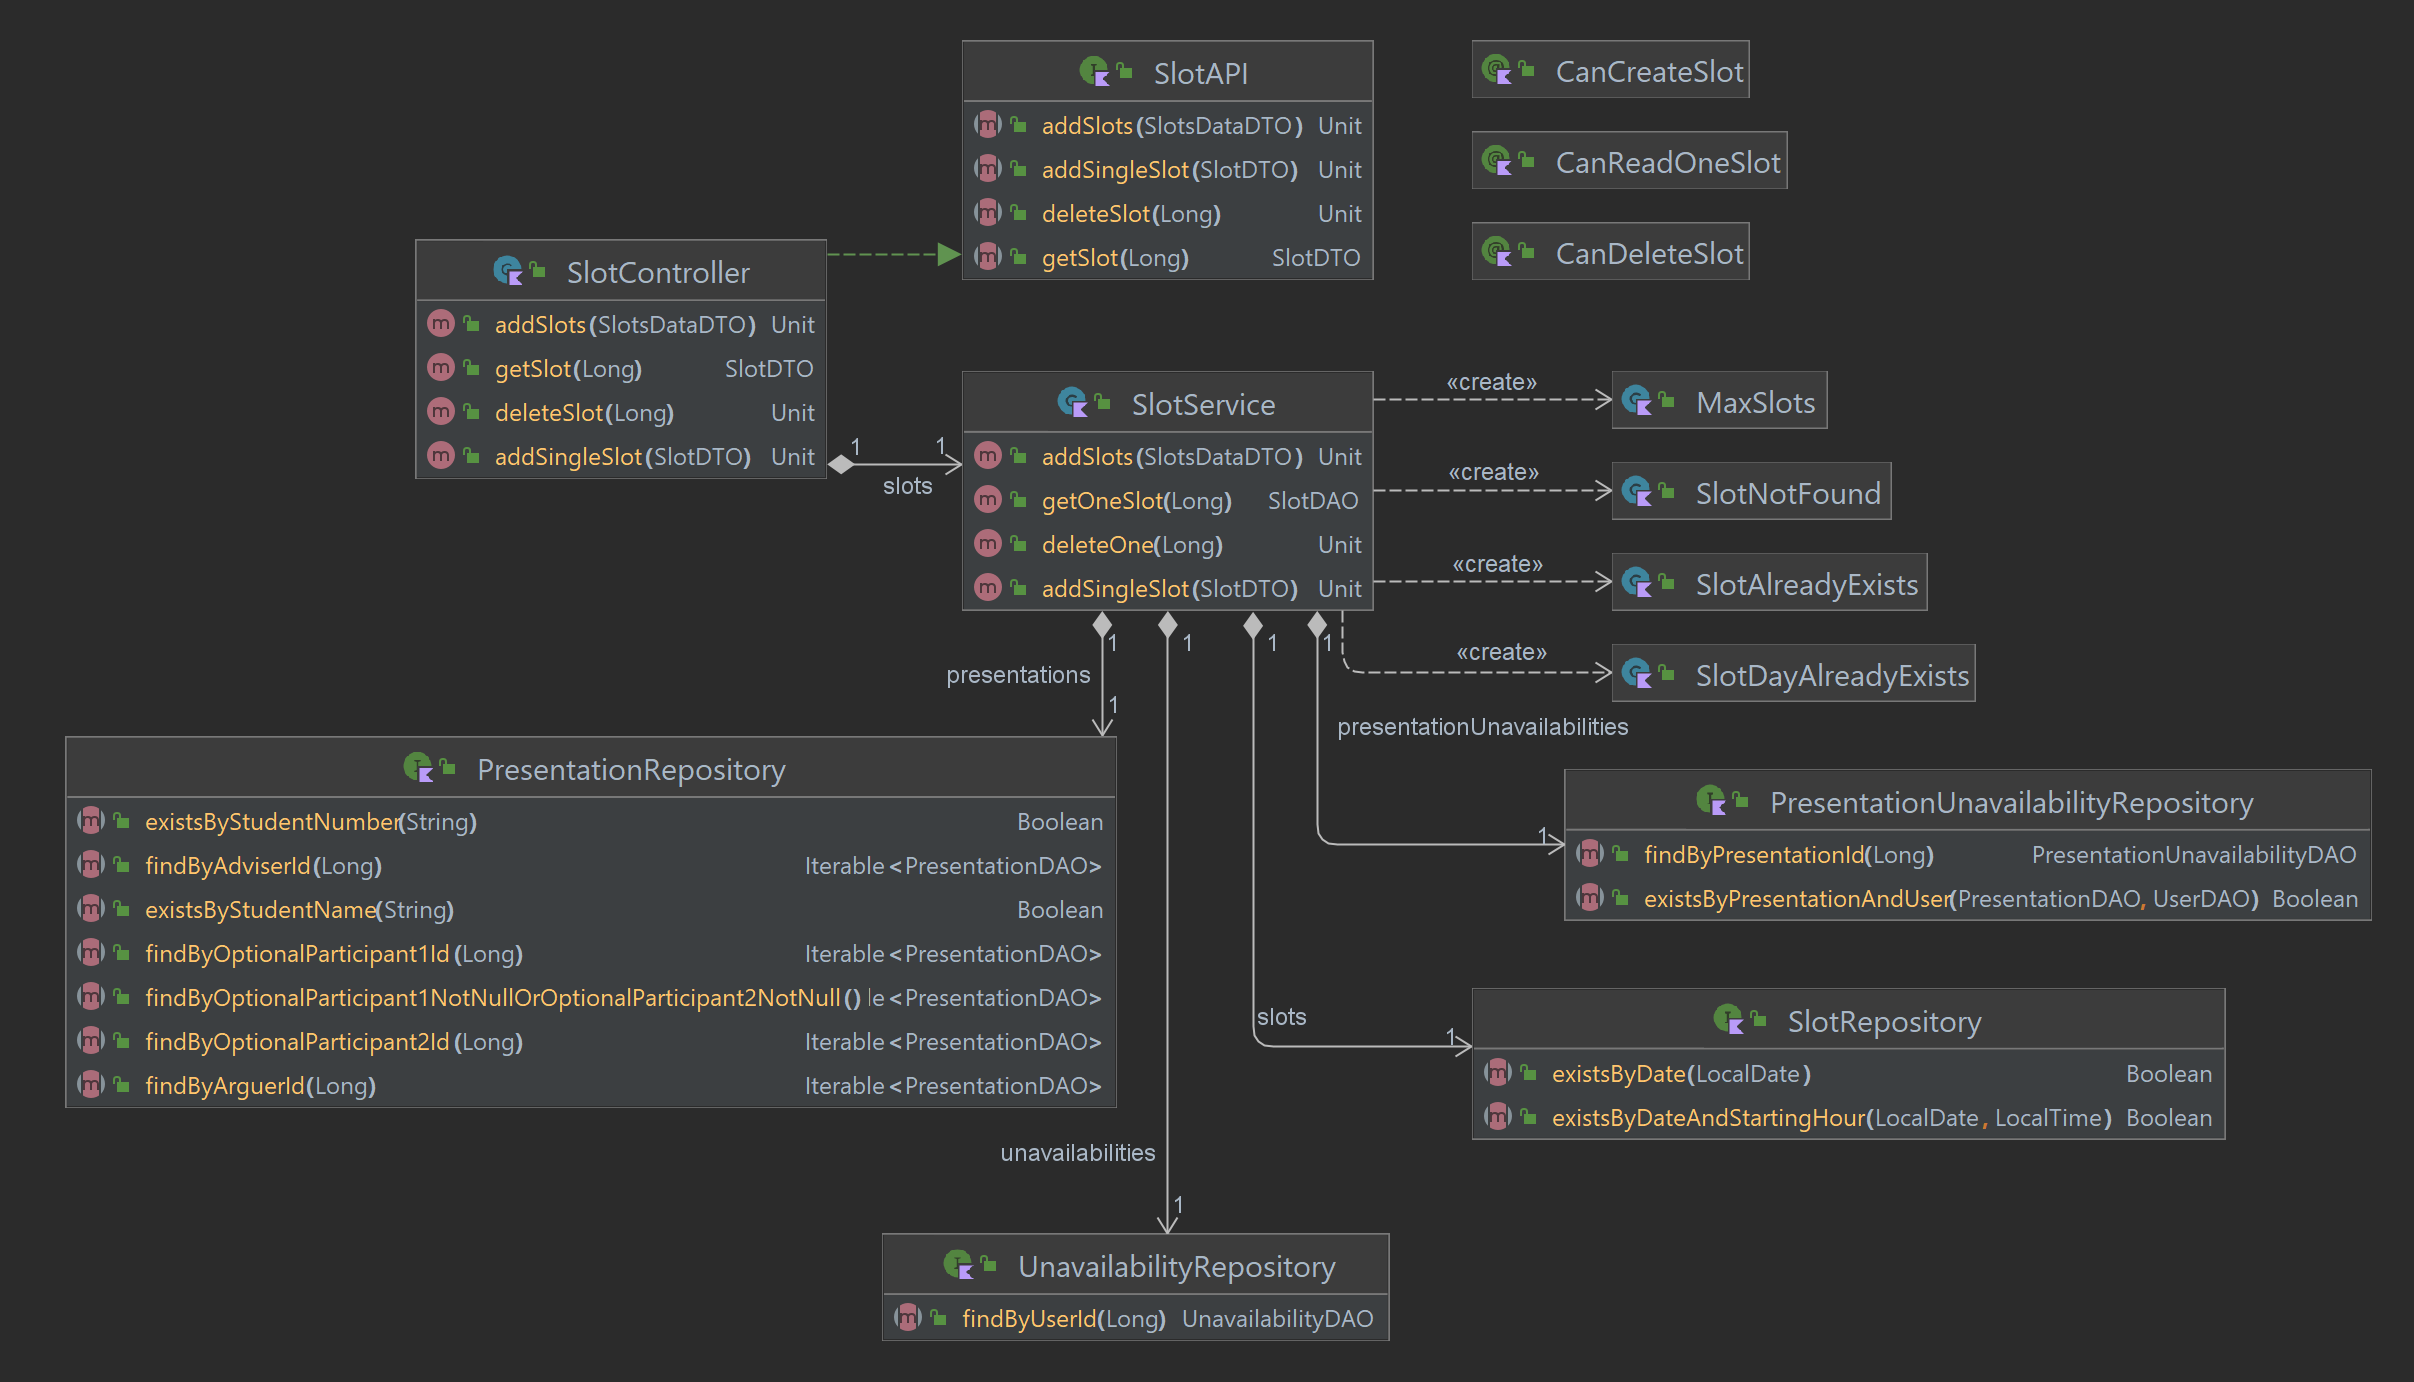 SlotAPI
addSlots(SlotsDataDTO) Unit
addSingleSlot(SlotDTO) Unit
deleteSlot(Long) Unit
getSlot(Long) SlotDTO
CanCreateSlot
CanReadOneSlot
CanDeleteSlot
SlotController
addSlots(SlotsDataDTO) Unit
getSlot(Long) SlotDTO
deleteSlot(Long) Unit
addSingleSlot(SlotDTO) Unit
1
1
slots
SlotService
addSlots(SlotsDataDTO) Unit
getOneSlot(Long) SlotDAO
deleteOne(Long) Unit
addSingleSlot(SlotDTO) Unit
«create»
MaxSlots
«create»
SlotNotFound
«create»
SlotAlreadyExists
«create»
SlotDayAlreadyExists
1
1
1
1
presentations
1
presentationUnavailabilities
PresentationRepository
existsByStudentNumber(String) Boolean
findByAdviserId(Long) Iterable<PresentationDAO>
existsByStudentName(String) Boolean
findByOptionalParticipant1Id(Long) Iterable<PresentationDAO>
findByOptionalParticipant1NotNullOrOptionalParticipant2NotNull() le<PresentationDAO>
findByOptionalParticipant2Id(Long) Iterable<PresentationDAO>
findByArguerId(Long) Iterable<PresentationDAO>
1
PresentationUnavailabilityRepository
findByPresentationId(Long) PresentationUnavailabilityDAO
existsByPresentationAndUser(PresentationDAO, UserDAO) Boolean
slots
1
SlotRepository
existsByDate(LocalDate) Boolean
existsByDateAndStartingHour(LocalDate, LocalTime) Boolean
unavailabilities
1
UnavailabilityRepository
findByUserId(Long) UnavailabilityDAO